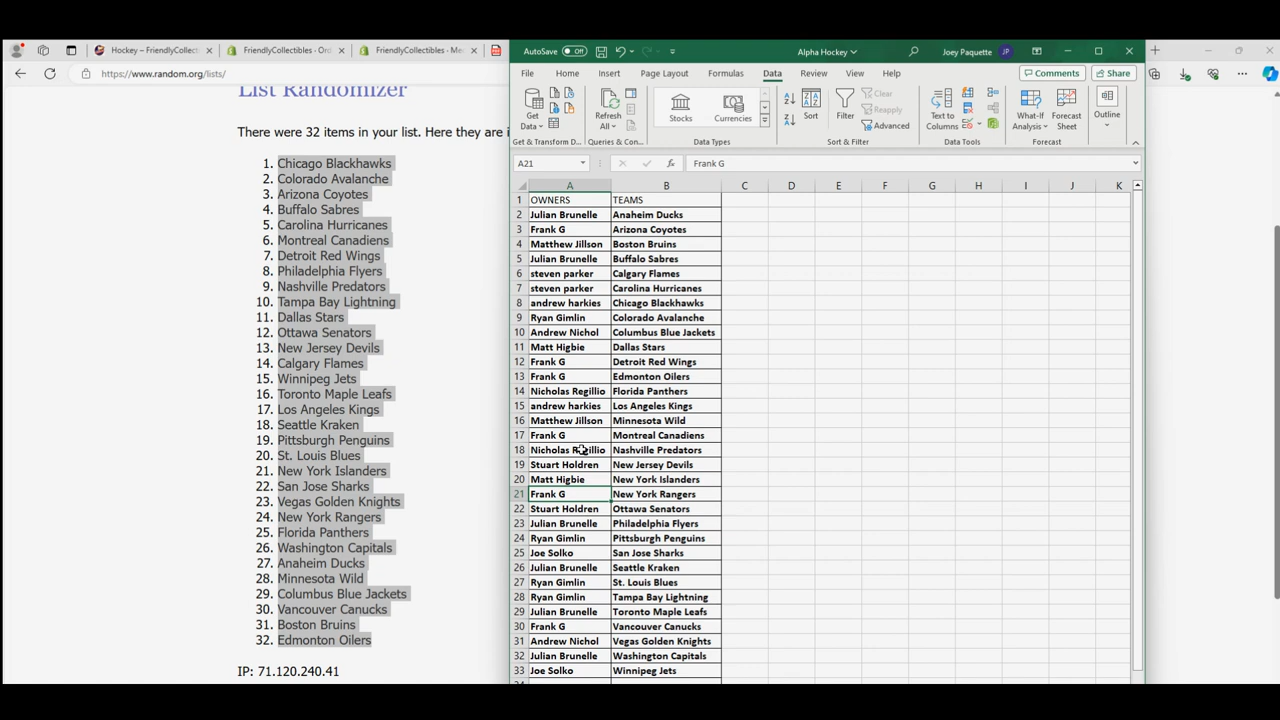 Hockey – FriendlyCollec
FriendlyCollectibles - Ord
FriendlyCollectibles - Me
https://www.random.org/lists/
List Randomizer
There were 32 items in your list. Here they are i
1. Chicago Blackhawks
2. Colorado Avalanche
3. Arizona Coyotes
4. Buffalo Sabres
5. Carolina Hurricanes
6. Montreal Canadiens
7. Detroit Red Wings
8. Philadelphia Flyers
9. Nashville Predators
10. Tampa Bay Lightning
11. Dallas Stars
12. Ottawa Senators
13. New Jersey Devils
14. Calgary Flames
15. Winnipeg Jets
16. Toronto Maple Leafs
17. Los Angeles Kings
18. Seattle Kraken
19. Pittsburgh Penguins
20. St. Louis Blues
21. New York Islanders
22. San Jose Sharks
23. Vegas Golden Knights
24. New York Rangers
25. Florida Panthers
26. Washington Capitals
27. Anaheim Ducks
28. Minnesota Wild
29. Columbus Blue Jackets
30. Vancouver Canucks
31. Boston Bruins
32. Edmonton Oilers
IP: 71.120.240.41
AutoSave Off Alpha Hockey Joey Paquette JP
File Home Insert Page Layout Formulas Data Review View Help Comments Share
Get Data Refresh All Stocks Currencies Sort Filter Clear Reapply Advanced Text to Columns What-If Analysis Forecast Sheet Outline
Get & Transform D... Queries & Con... Data Types Sort & Filter Data Tools Forecast
A21 fx Frank G
A B C D E F G H I J K
1 OWNERS TEAMS
2 Julian Brunelle Anaheim Ducks
3 Frank G Arizona Coyotes
4 Matthew Jillson Boston Bruins
5 Julian Brunelle Buffalo Sabres
6 steven parker Calgary Flames
7 steven parker Carolina Hurricanes
8 andrew harkies Chicago Blackhawks
9 Ryan Gimlin Colorado Avalanche
10 Andrew Nichol Columbus Blue Jackets
11 Matt Higbie Dallas Stars
12 Frank G Detroit Red Wings
13 Frank G Edmonton Oilers
14 Nicholas Regillio Florida Panthers
15 andrew harkies Los Angeles Kings
16 Matthew Jillson Minnesota Wild
17 Frank G Montreal Canadiens
18 Nicholas Regillio Nashville Predators
19 Stuart Holdren New Jersey Devils
20 Matt Higbie New York Islanders
21 Frank G New York Rangers
22 Stuart Holdren Ottawa Senators
23 Julian Brunelle Philadelphia Flyers
24 Ryan Gimlin Pittsburgh Penguins
25 Joe Solko San Jose Sharks
26 Julian Brunelle Seattle Kraken
27 Ryan Gimlin St. Louis Blues
28 Ryan Gimlin Tampa Bay Lightning
29 Julian Brunelle Toronto Maple Leafs
30 Frank G Vancouver Canucks
31 Andrew Nichol Vegas Golden Knights
32 Julian Brunelle Washington Capitals
33 Joe Solko Winnipeg Jets